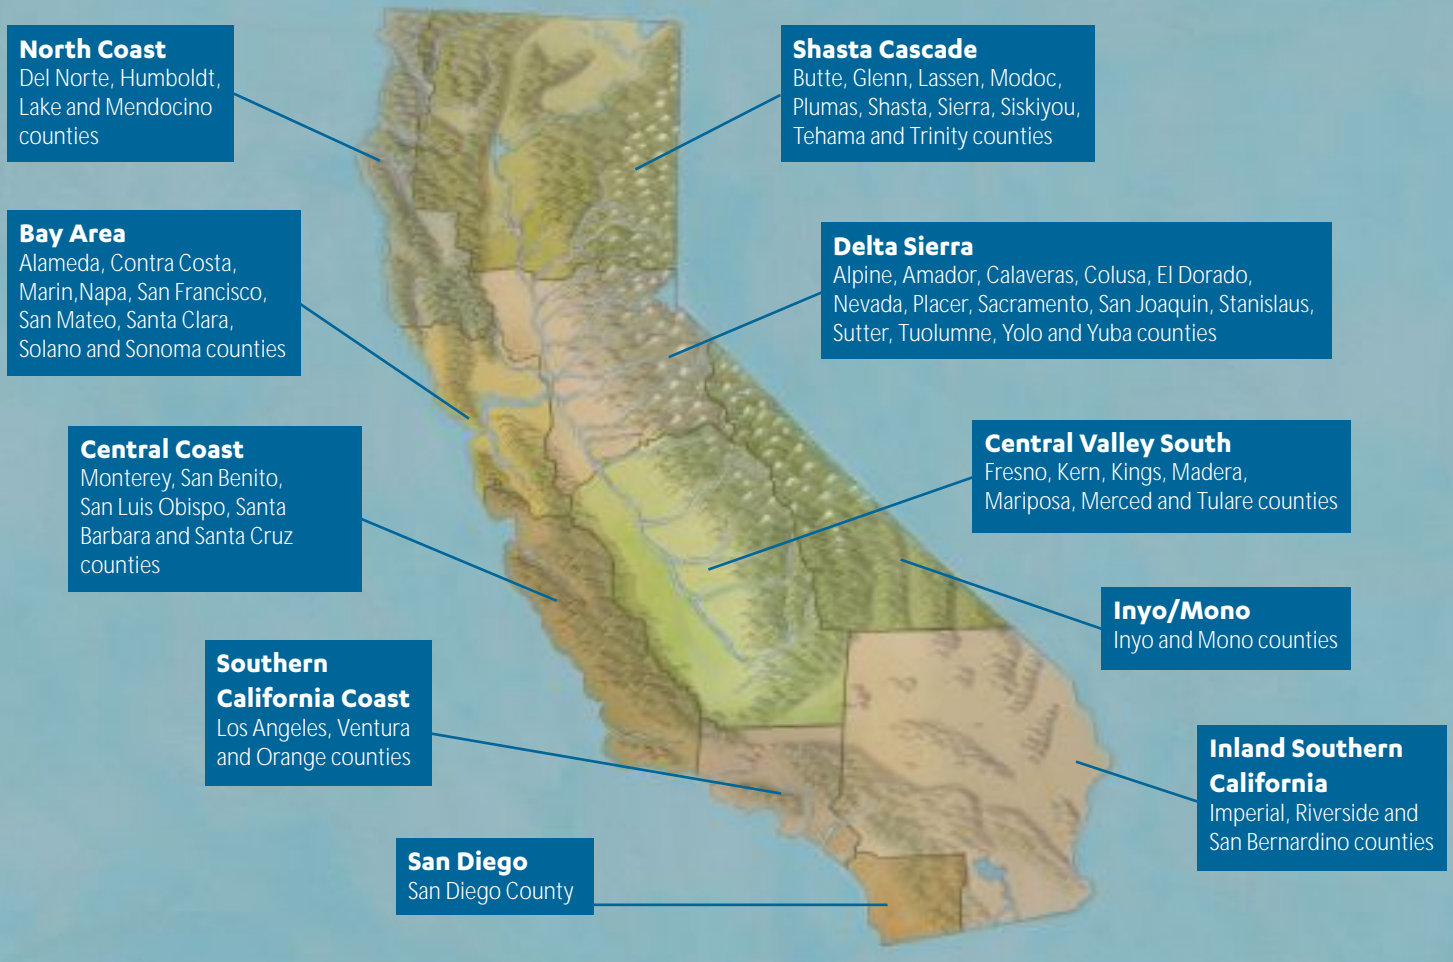 North Coast
Del Norte, Humboldt,
Lake and Mendocino
counties
Shasta Cascade
Butte, Glenn, Lassen, Modoc,
Plumas, Shasta, Sierra, Siskiyou,
Tehama and Trinity counties
Bay Area
Alameda, Contra Costa,
Marin,Napa, San Francisco,
San Mateo, Santa Clara,
Solano and Sonoma counties
Delta Sierra
Alpine, Amador, Calaveras, Colusa, El Dorado,
Nevada, Placer, Sacramento, San Joaquin, Stanislaus,
Sutter, Tuolumne, Yolo and Yuba counties
Central Coast
Monterey, San Benito,
San Luis Obispo, Santa
Barbara and Santa Cruz
counties
Central Valley South
Fresno, Kern, Kings, Madera,
Mariposa, Merced and Tulare counties
Inyo/Mono
Inyo and Mono counties
Southern
California Coast
Los Angeles, Ventura
and Orange counties
Inland Southern
California
Imperial, Riverside and
San Bernardino counties
San Diego
San Diego County